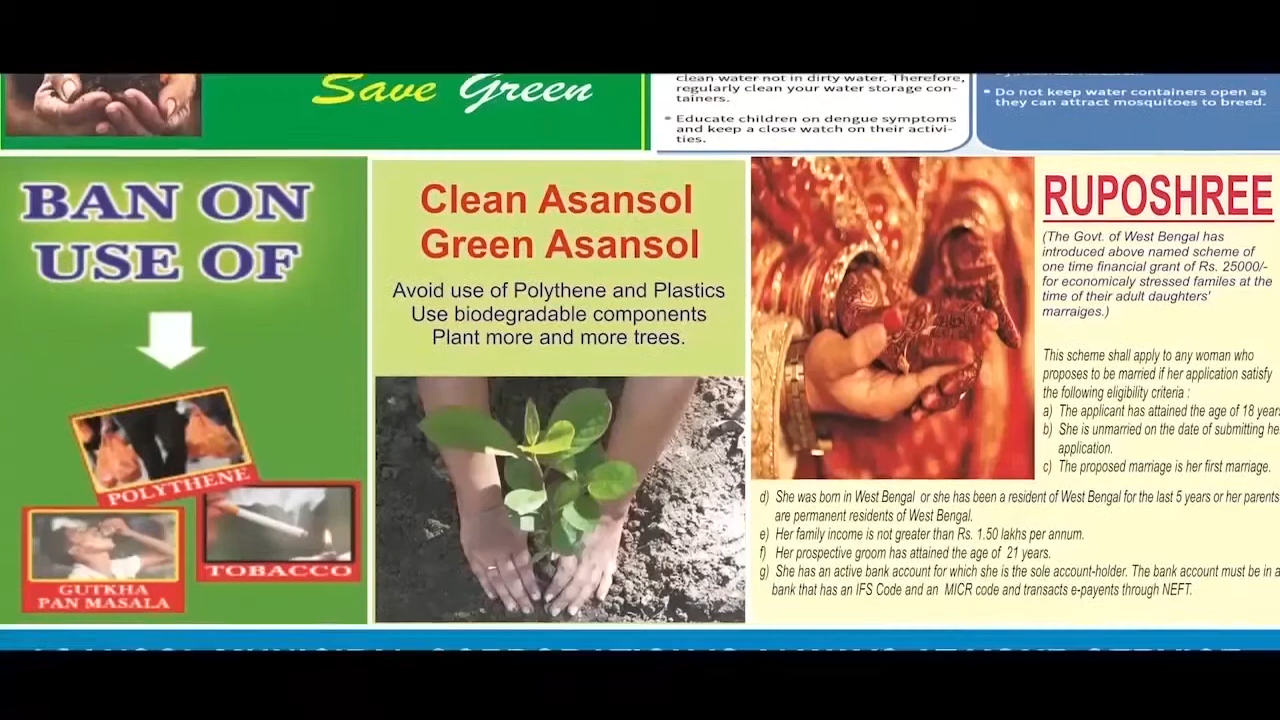 Save Green
clean water not in dirty water. Therefore,
regularly clean your water storage con-
tainers.
• Educate children on dengue symptoms
and keep a close watch on their activi-
ties.
• Do not keep water containers open as
they can attract mosquitoes to breed.
BAN ON
USE OF
POLYTHENE
TOBACCO
GUTKHA
PAN MASALA
Clean Asansol
Green Asansol
Avoid use of Polythene and Plastics
Use biodegradable components
Plant more and more trees.
RUPOSHREE
(The Govt. of West Bengal has
introduced above named scheme of
one time financial grant of Rs. 25000/-
for economicaly stressed familes at the
time of their adult daughters'
marraiges.)
This scheme shall apply to any woman who
proposes to be married if her application satisfy
the following eligibility criteria :
a) The applicant has attained the age of 18 year
b) She is unmarried on the date of submitting he
application.
c) The proposed marriage is her first marriage.
d) She was born in West Bengal or she has been a resident of West Bengal for the last 5 years or her parents
are permanent residents of West Bengal.
e) Her family income is not greater than Rs. 1.50 lakhs per annum.
f) Her prospective groom has attained the age of 21 years.
g) She has an active bank account for which she is the sole account-holder. The bank account must be in a
bank that has an IFS Code and an MICR code and transacts e-payents through NEFT.